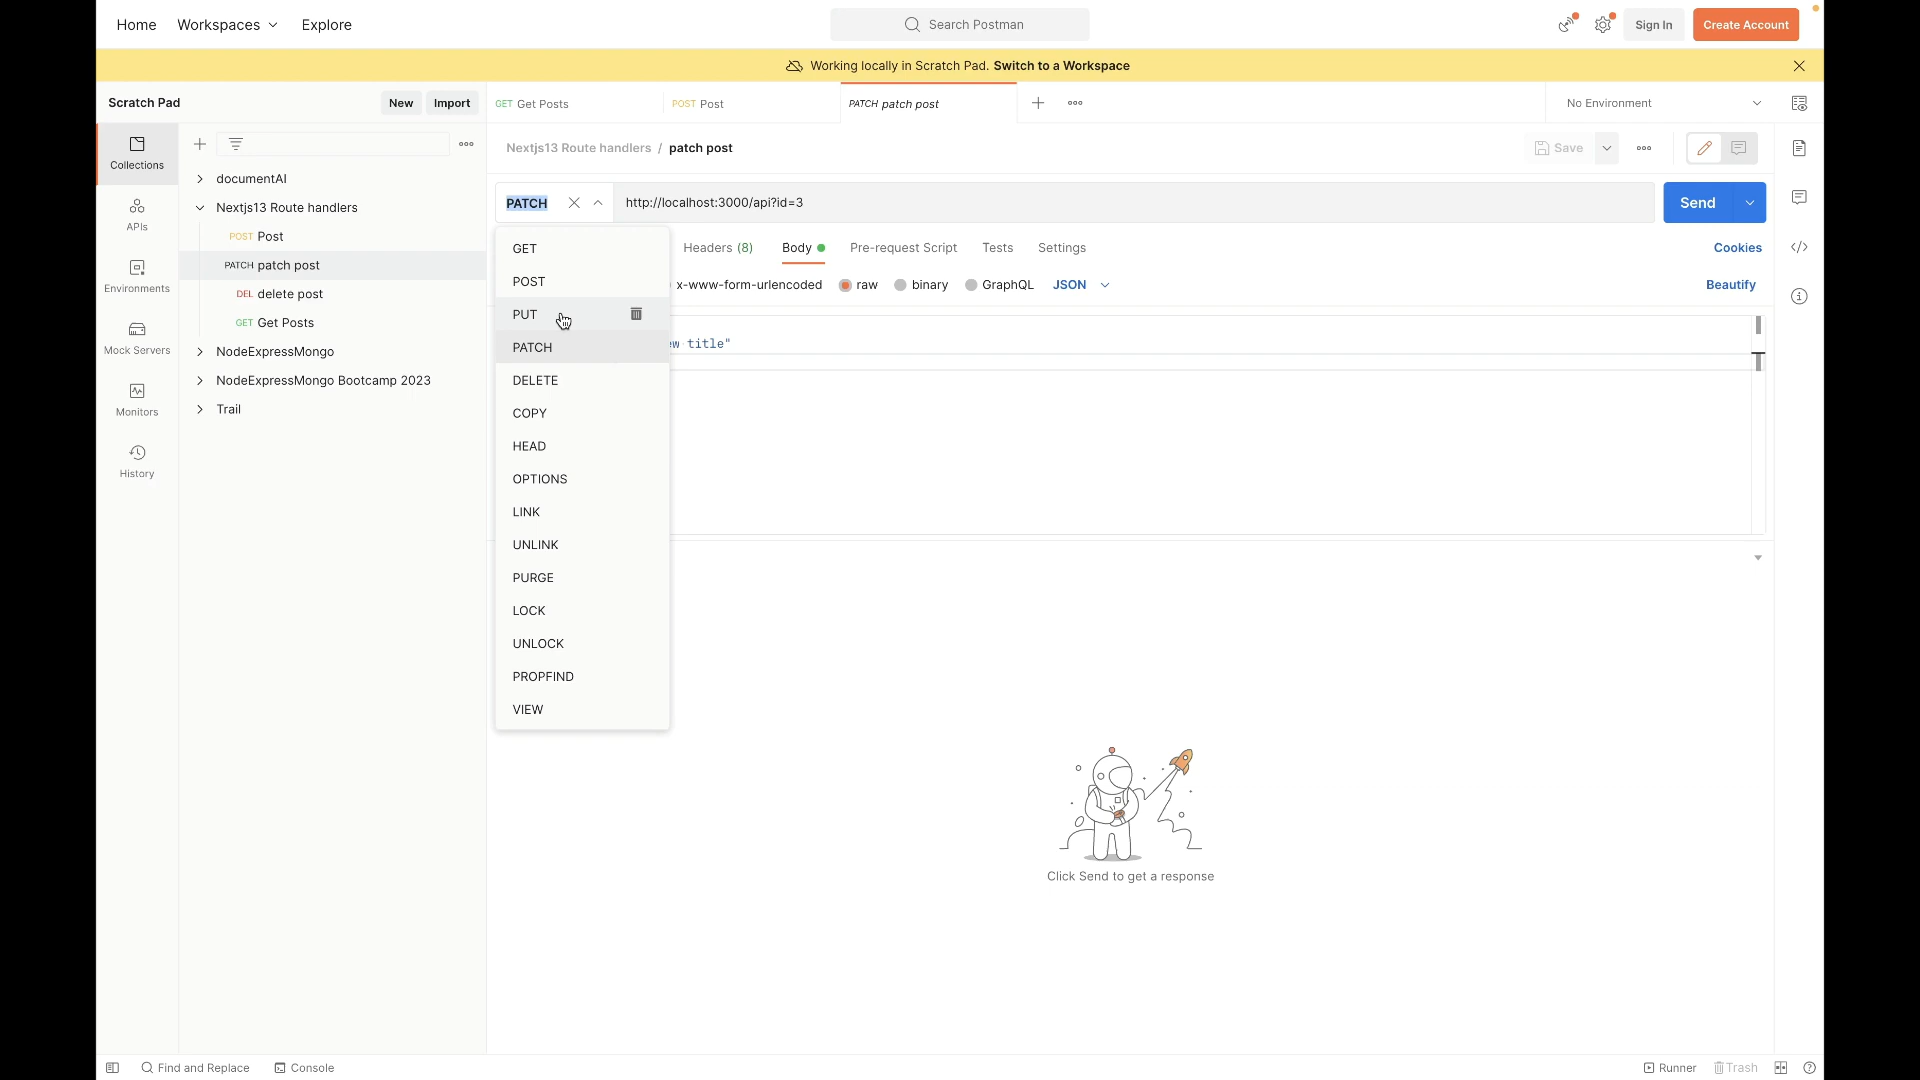 Home
Workspaces
Explore
Search Postman
Sign In
Create Account
Working locally in Scratch Pad. Switch to a Workspace
Scratch Pad
New
Import
GET Get Posts
POST Post
PATCH patch post
No Environment
Collections
APIs
Environments
Mock Servers
Monitors
History
documentAI
Nextjs13 Route handlers
POST Post
PATCH patch post
DEL delete post
GET Get Posts
NodeExpressMongo
NodeExpressMongo Bootcamp 2023
Trail
Nextjs13 Route handlers / patch post
Save
PATCH
http://localhost:3000/api?id=3
Send
Headers (8)
Body
Pre-request Script
Tests
Settings
Cookies
x-www-form-urlencoded
raw
binary
GraphQL
JSON
Beautify
title"
GET
POST
PUT
PATCH
DELETE
COPY
HEAD
OPTIONS
LINK
UNLINK
PURGE
LOCK
UNLOCK
PROPFIND
VIEW
Click Send to get a response
Find and Replace
Console
Runner
Trash